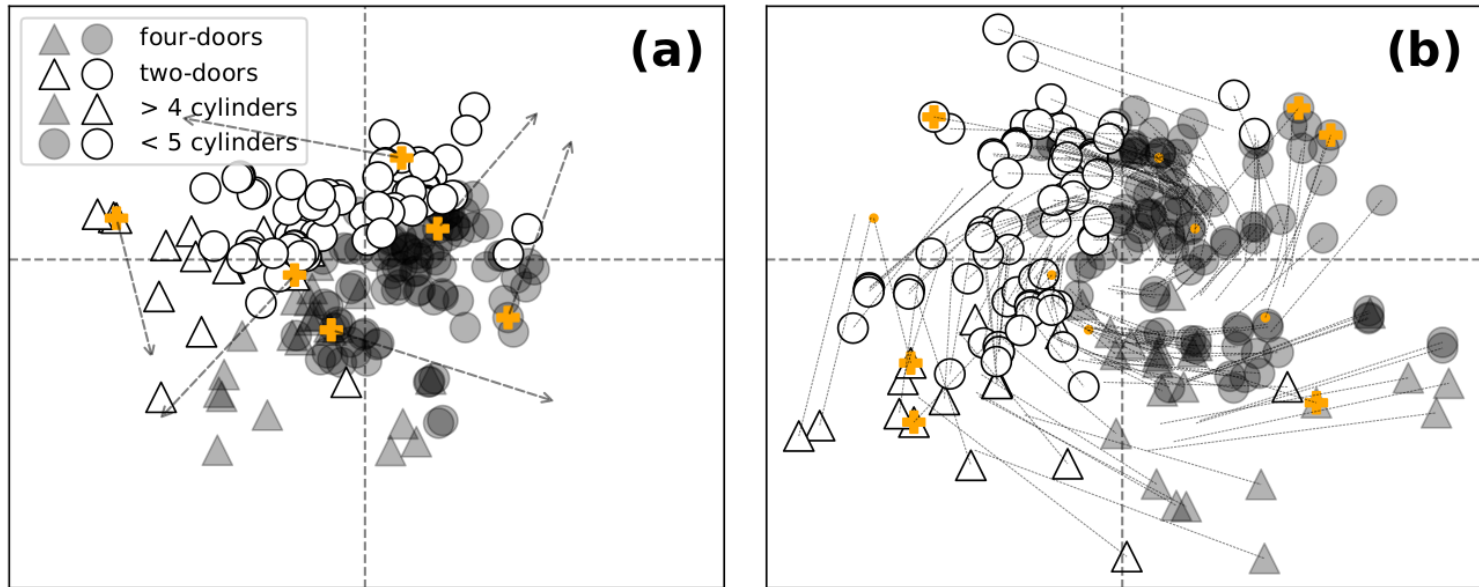 (a)
four-doors
two-doors
> 4 cylinders
< 5 cylinders
(b)